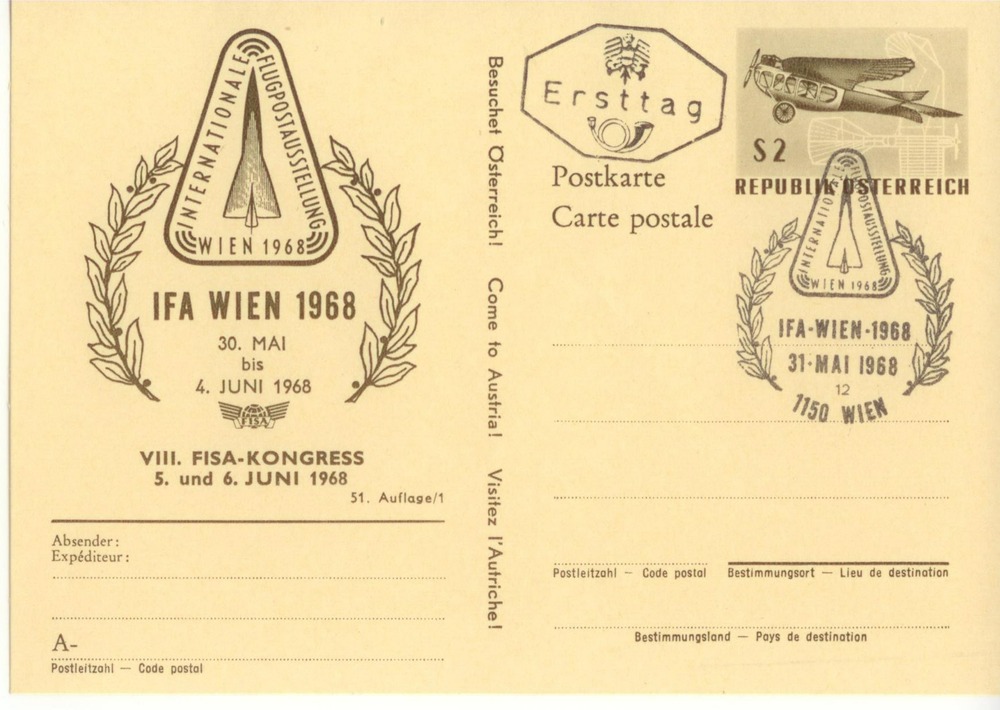 INTERNATIONALE FLUGPOSTAUSSTELLUNG
WIEN 1968
IFA WIEN 1968
30. MAI
bis
4. JUNI 1968
FISA
VIII. FISA-KONGRESS
5. und 6. JUNI 1968
51. Auflage/1
Absender:
Expéditeur:
A-
Postleitzahl — Code postal
Besuchet Österreich! Come to Austria! Visitez l'Autriche!
Ersttag
Postkarte
Carte postale
S 2
REPUBLIK ÖSTERREICH
INTERNATIONALE FLUGPOSTAUSSTELLUNG
WIEN 1968
IFA-WIEN-1968
31·MAI 1968
12
1150 WIEN
Postleitzahl — Code postal
Bestimmungsort — Lieu de destination
Bestimmungsland — Pays de destination